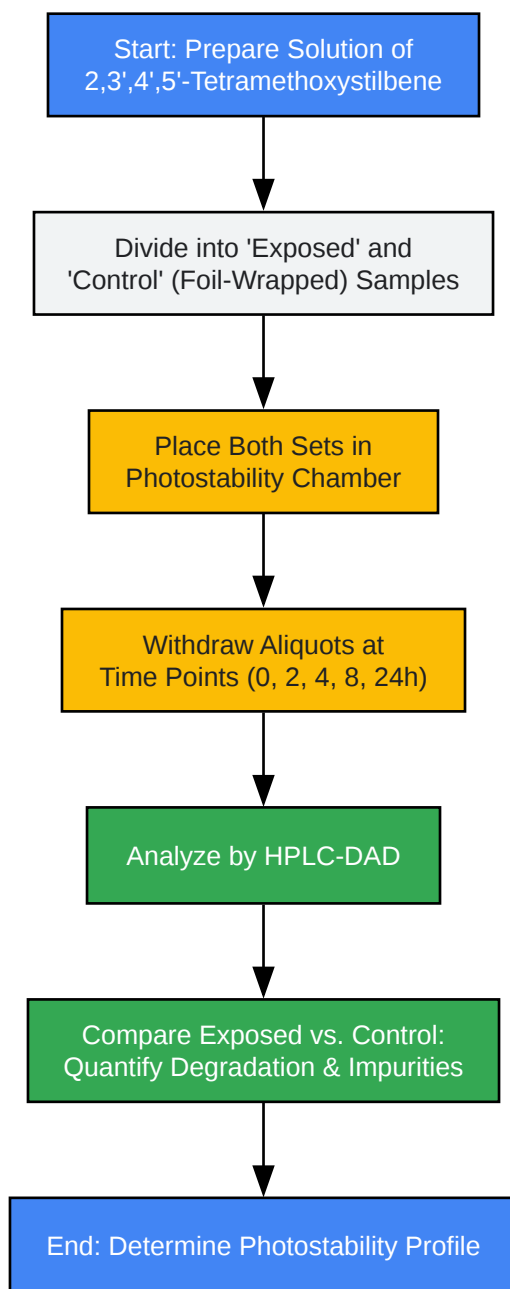 Start: Prepare Solution of
2,3',4',5'-Tetramethoxystilbene
Divide into 'Exposed' and
'Control' (Foil-Wrapped) Samples
Place Both Sets in
Photostability Chamber
Withdraw Aliquots at
Time Points (0, 2, 4, 8, 24h)
Analyze by HPLC-DAD
Compare Exposed vs. Control:
Quantify Degradation & Impurities
End: Determine Photostability Profile